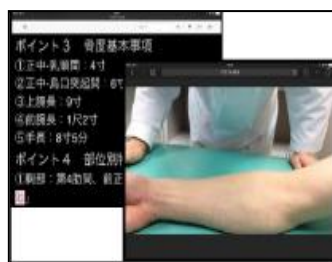 ポイント3 骨度基本事項
①正中-乳頭間：4寸
②正中-烏口突起間：6寸
③上腕長：9寸
④前腕長：1尺2寸
⑤手長：8寸5分
ポイント4 部位別
①胸部：第4肋間、前正